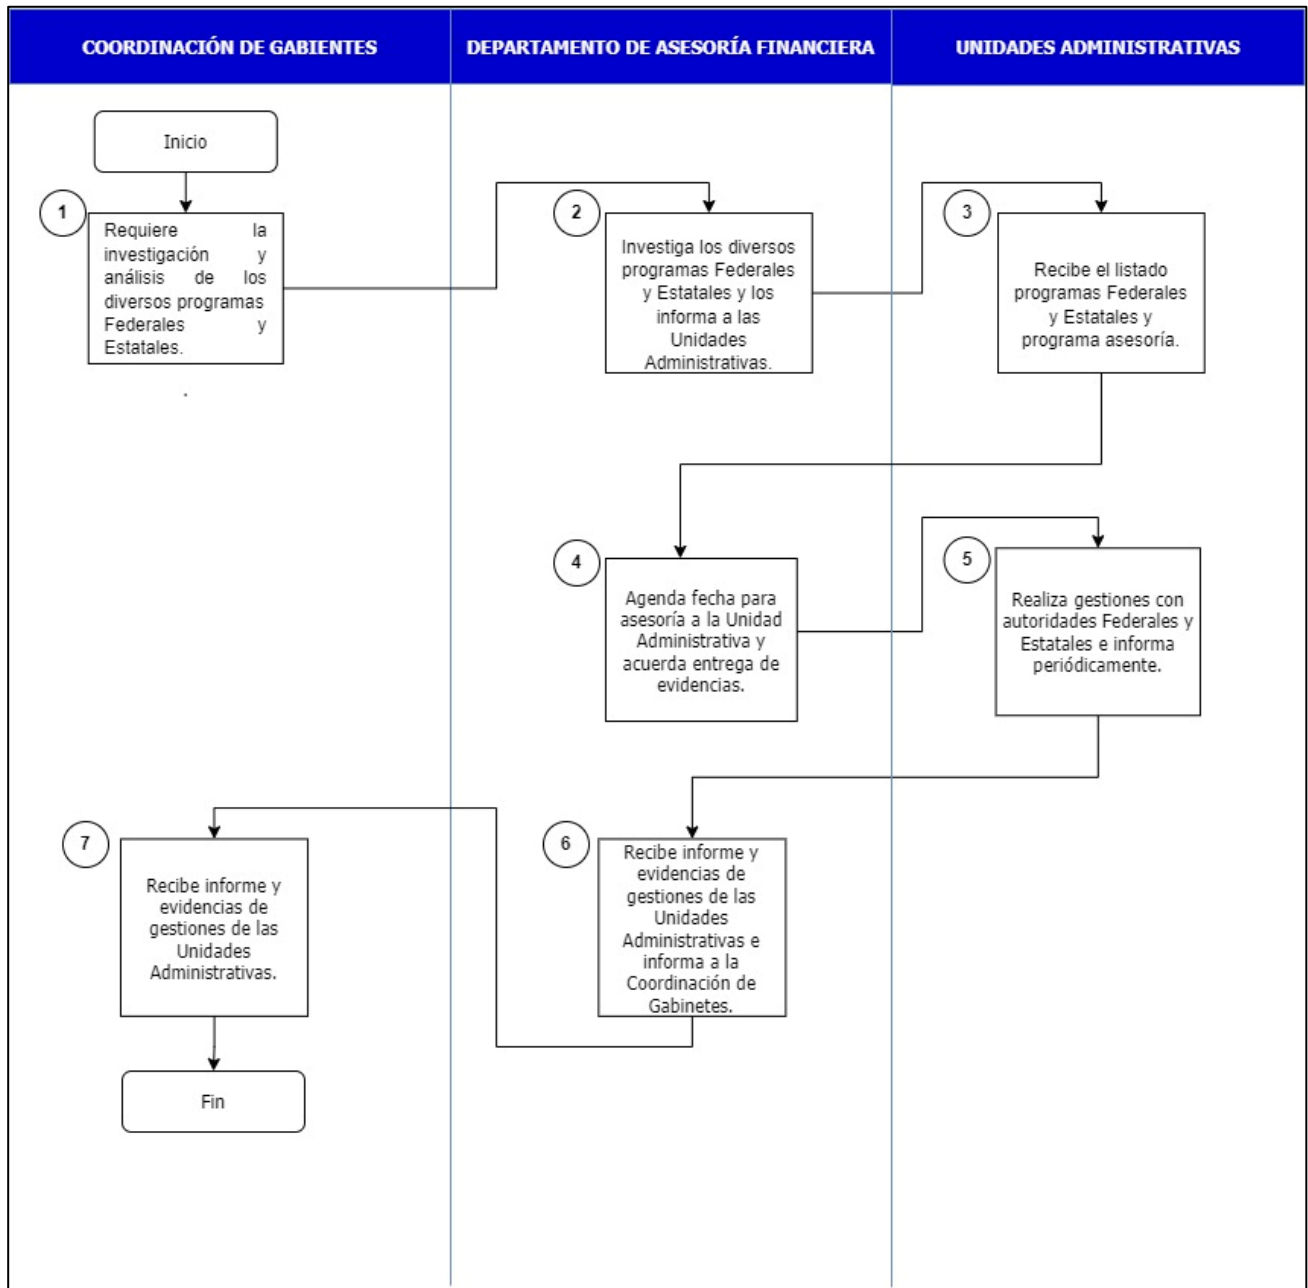 COORDINACIÓN DE GABIENTES
DEPARTAMENTO DE ASESORÍA FINANCIERA
UNIDADES ADMINISTRATIVAS
Inicio
1
Requiere la
investigación y
análisis de los
diversos programas
Federales y
Estatales.
.
2
Investiga los diversos
programas Federales
y Estatales y los
informa a las
Unidades
Administrativas.
3
Recibe el listado
programas Federales
y Estatales y
programa asesoría.
4
Agenda fecha para
asesoría a la Unidad
Administrativa y
acuerda entrega de
evidencias.
5
Realiza gestiones con
autoridades Federales y
Estatales e informa
periódicamente.
6
Recibe informe y
evidencias de
gestiones de las
Unidades
Administrativas e
informa a la
Coordinación de
Gabinetes.
7
Recibe informe y
evidencias de
gestiones de las
Unidades
Administrativas.
Fin